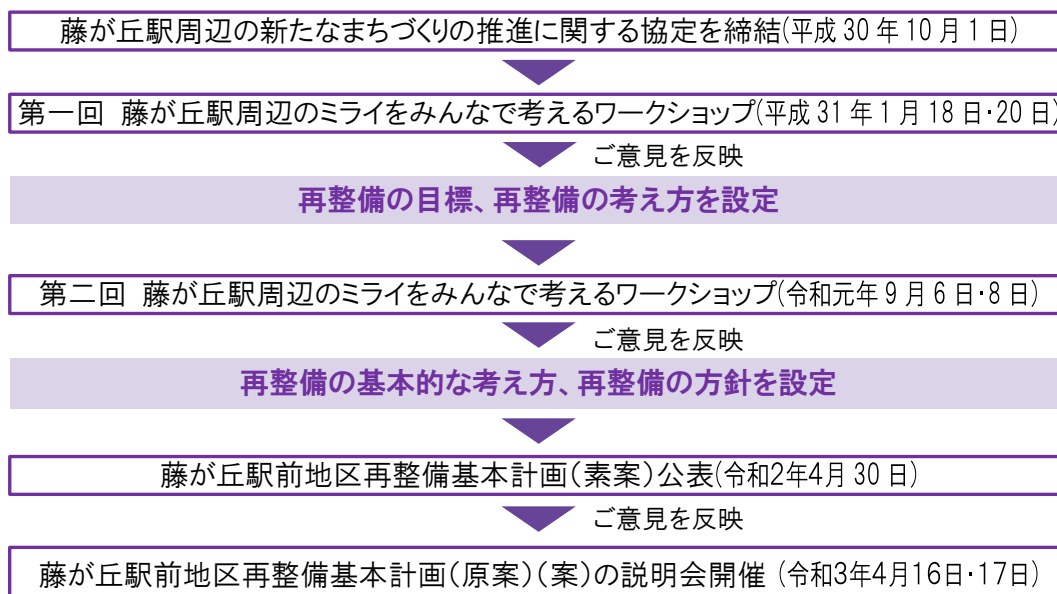 藤が丘駅周辺の新たなまちづくりの推進に関する協定を締結(平成30年10月1日)
第一回 藤が丘駅周辺のミライをみんなで考えるワークショップ(平成31年1月18日・20日)
ご意見を反映
再整備の目標、再整備の考え方を設定
第二回 藤が丘駅周辺のミライをみんなで考えるワークショップ(令和元年9月6日・8日)
ご意見を反映
再整備の基本的な考え方、再整備の方針を設定
藤が丘駅前地区再整備基本計画(素案)公表(令和2年4月30日)
ご意見を反映
藤が丘駅前地区再整備基本計画(原案)(案)の説明会開催 (令和3年4月16日・17日)